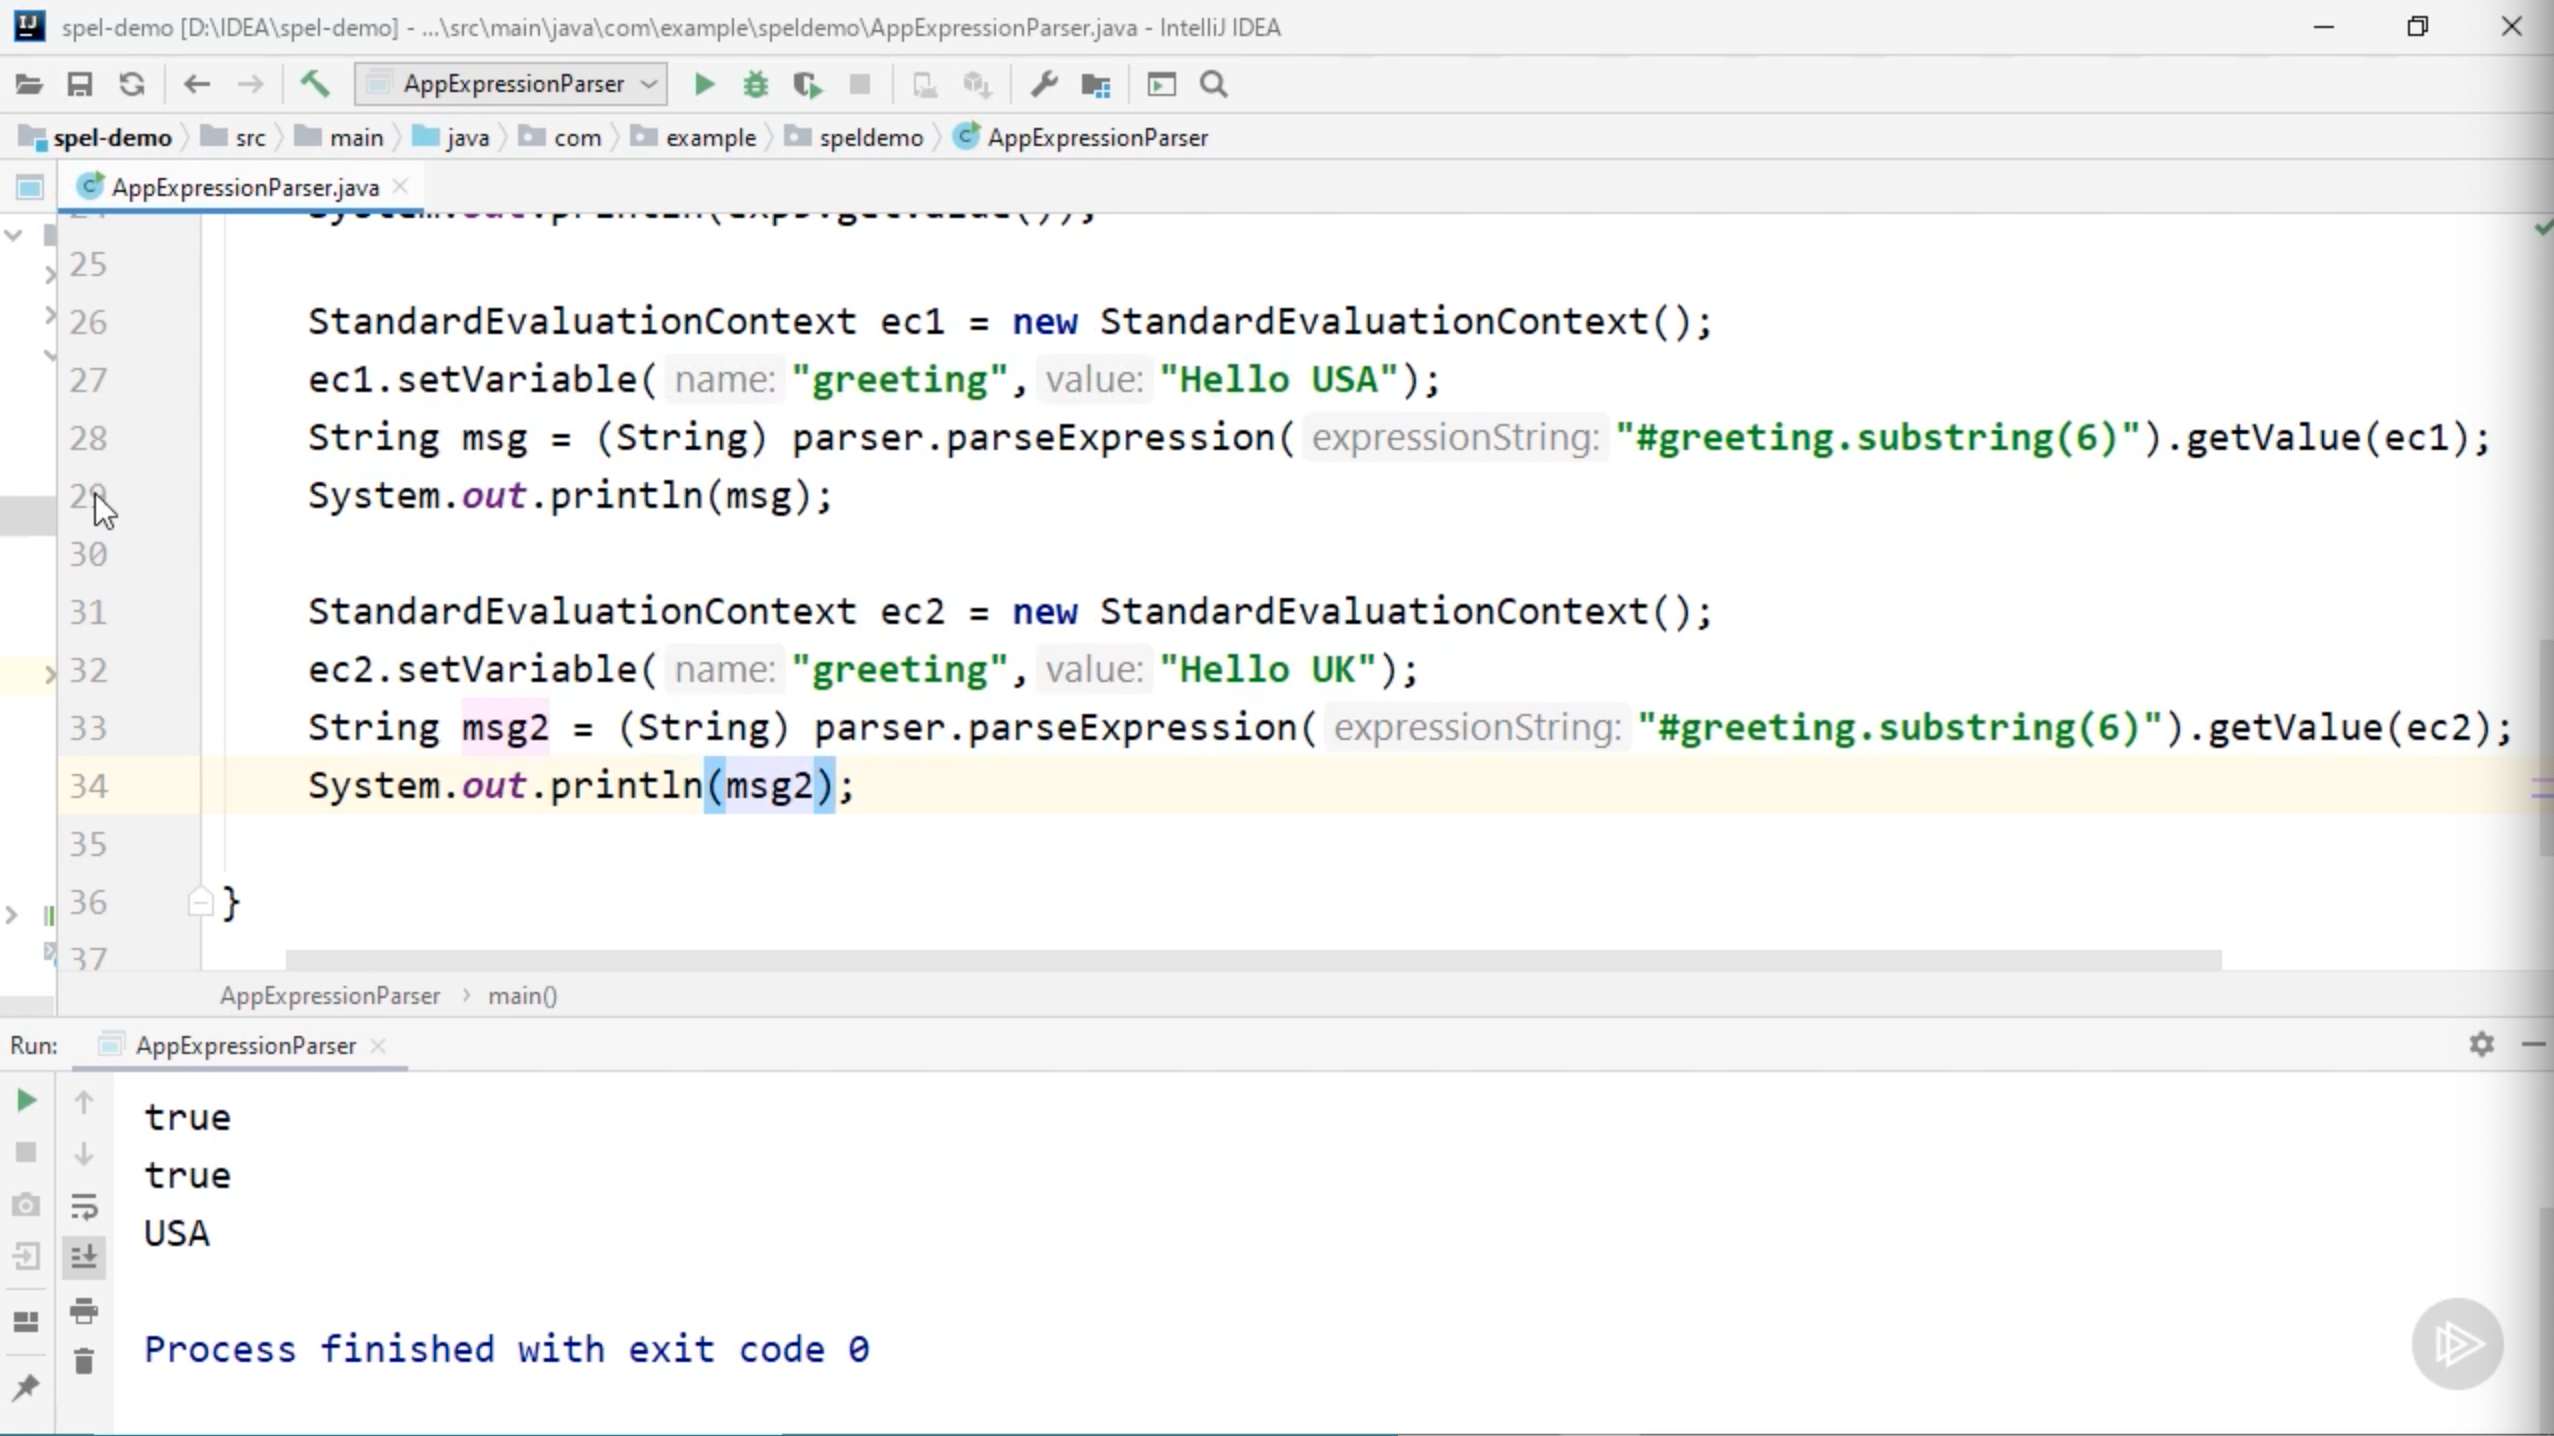 spel-demo [D:\IDEA\spel-demo] - ...\src\main\java\com\example\speldemo\AppExpressionParser.java - IntelliJ IDEA
AppExpressionParser
spel-demo src main java com example speldemo AppExpressionParser
AppExpressionParser.java
25
26 StandardEvaluationContext ec1 = new StandardEvaluationContext();
27 ec1.setVariable( name: "greeting", value: "Hello USA");
28 String msg = (String) parser.parseExpression( expressionString: "#greeting.substring(6)").getValue(ec1);
29 System.out.println(msg);
30
31 StandardEvaluationContext ec2 = new StandardEvaluationContext();
32 ec2.setVariable( name: "greeting", value: "Hello UK");
33 String msg2 = (String) parser.parseExpression( expressionString: "#greeting.substring(6)").getValue(ec2);
34 System.out.println(msg2);
35
36 }
37
AppExpressionParser > main()
Run: AppExpressionParser
true
true
USA
Process finished with exit code 0